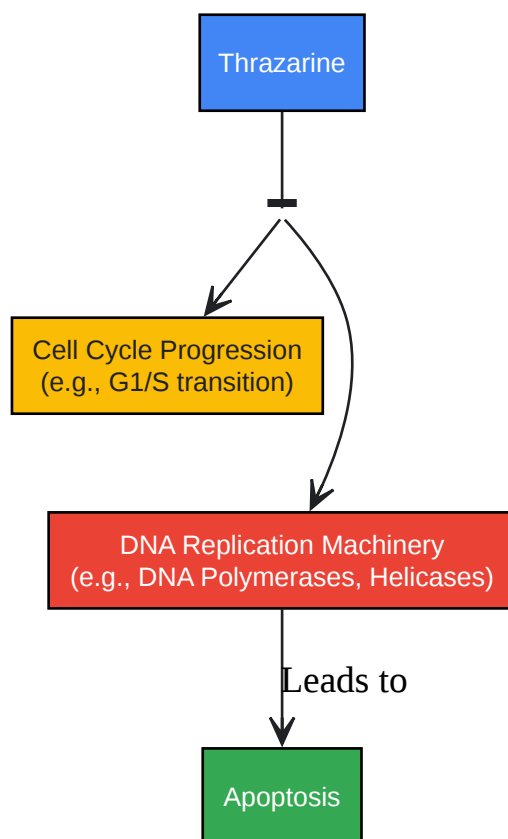 Thrazarine
Cell Cycle Progression
(e.g., G1/S transition)
DNA Replication Machinery
(e.g., DNA Polymerases, Helicases)
Leads to
Apoptosis